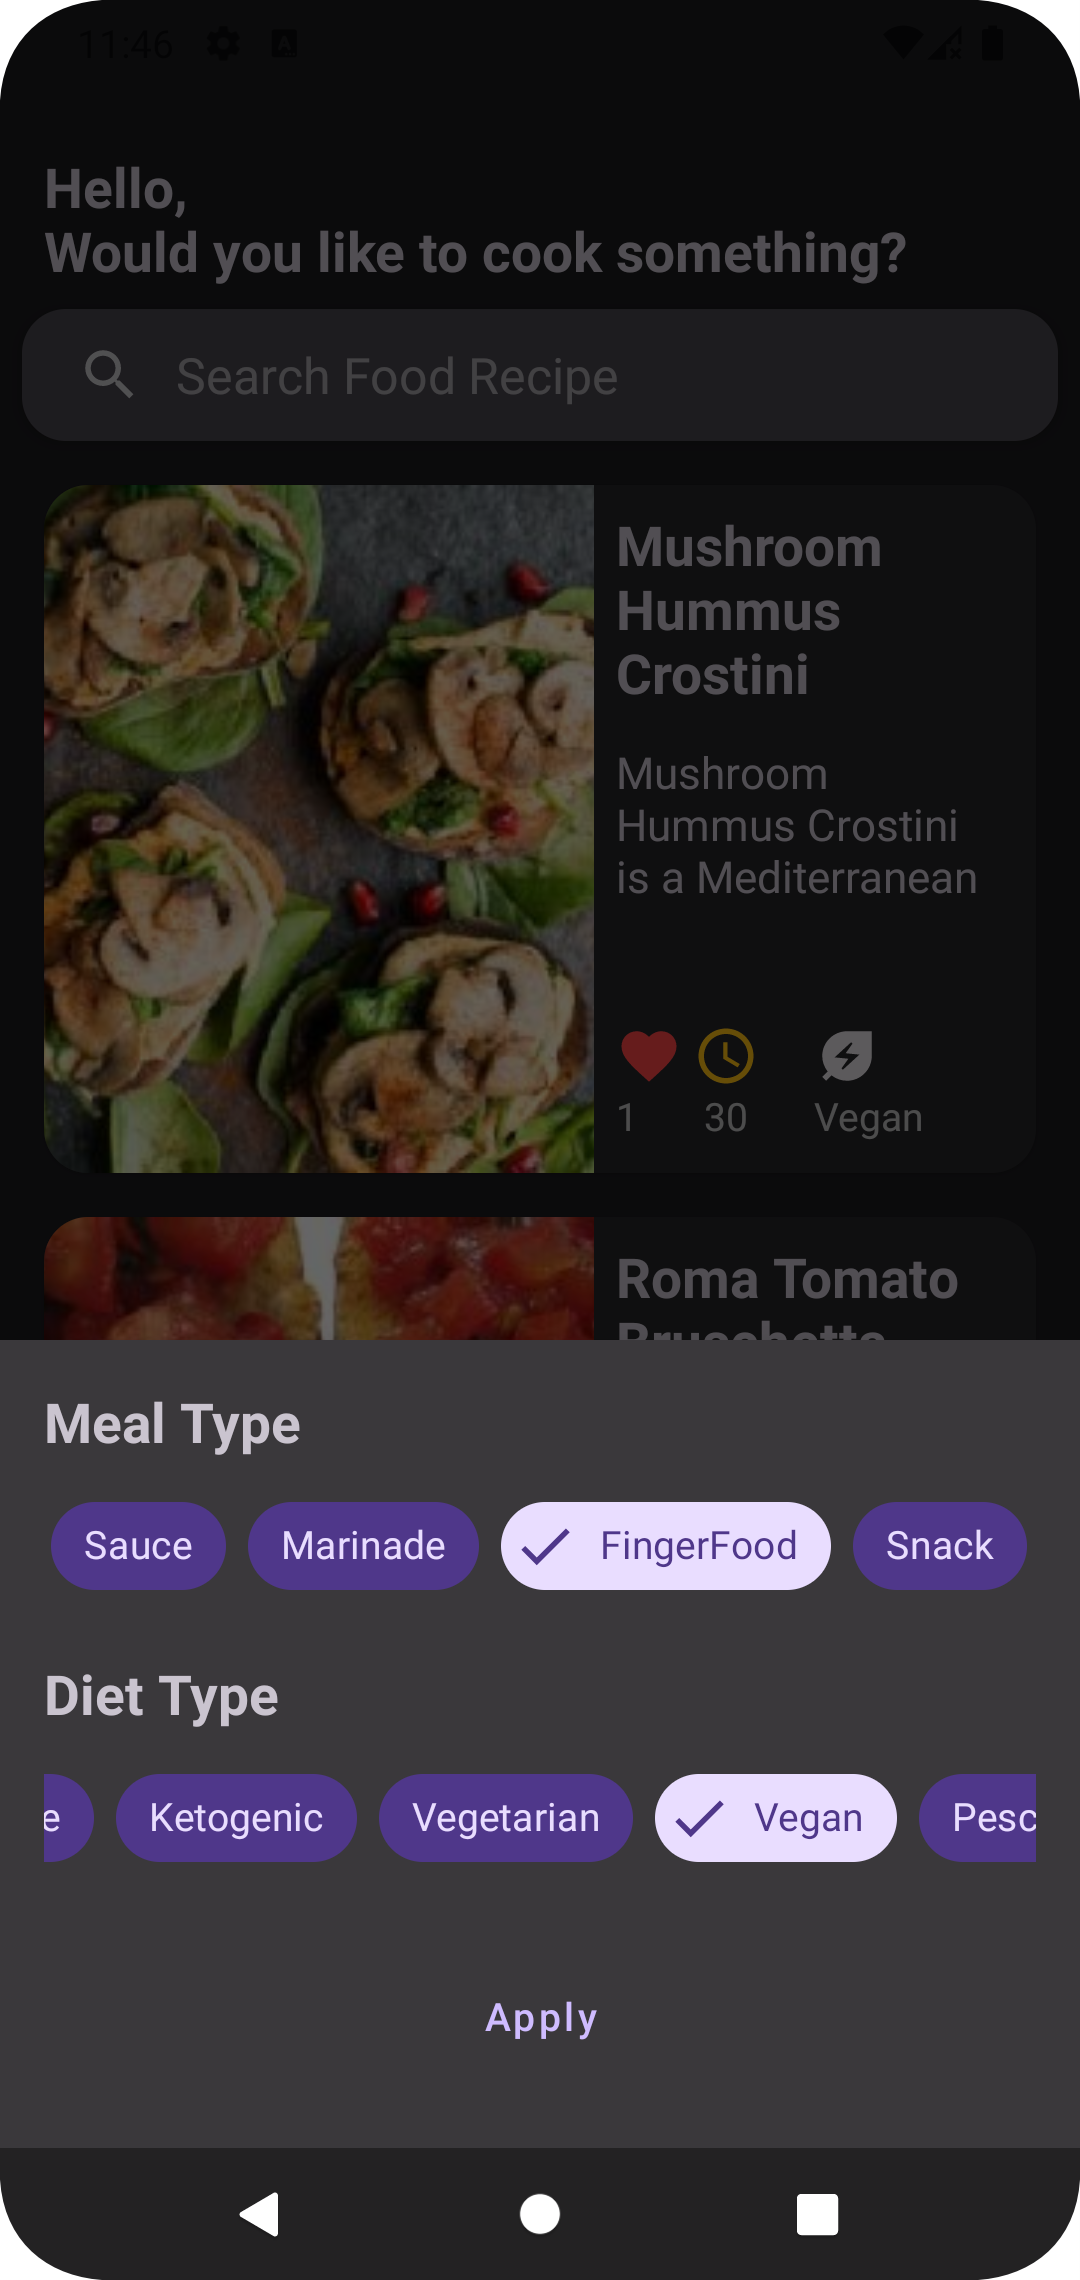 11:46
Hello,
Would you like to cook something?
Search Food Recipe
Mushroom
Hummus
Crostini
Mushroom
Hummus Crostini
is a Mediterranean
1 30 Vegan
Roma Tomato
Bruschetta
Meal Type
Sauce Marinade FingerFood Snack
Diet Type
e Ketogenic Vegetarian Vegan Pesc
Apply